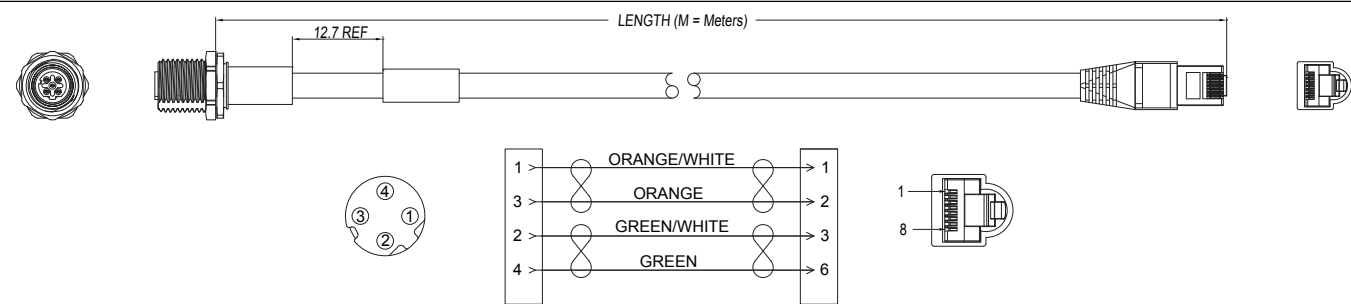 LENGTH (M = Meters)
12.7 REF
1 ORANGE/WHITE 1
3 ORANGE 2
2 GREEN/WHITE 3
4 GREEN 6
4
3 1
2
1
8